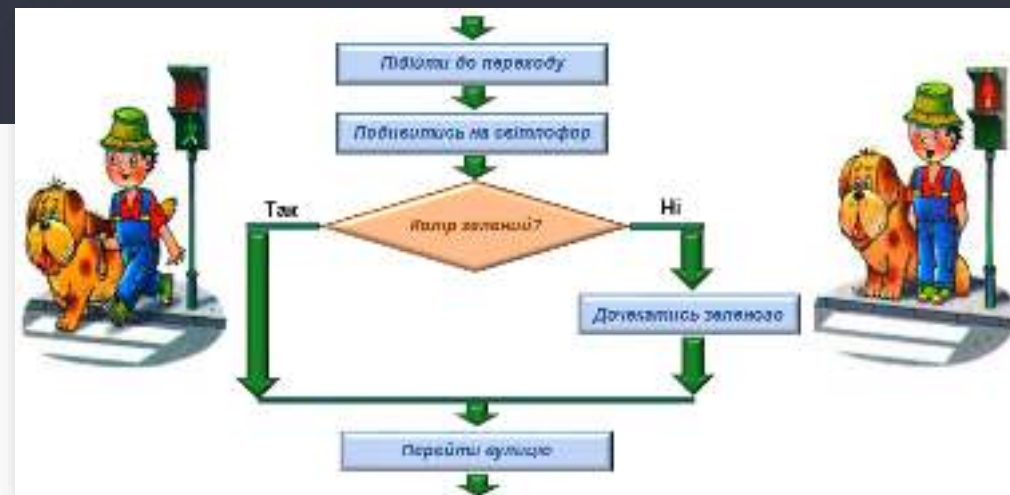 Підійти до переходу
Подивитись на світлофор
Так
Колір зелений?
Ні
Дочекатись зеленого
Перейти вулицю